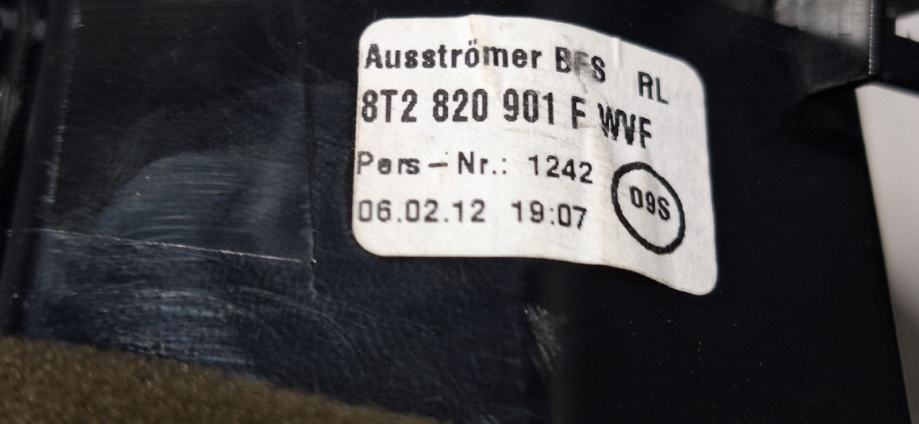 Ausströmer BFS RL
8T2 820 901 F WVF
Pers-Nr.: 1242
06.02.12 19:07
09S